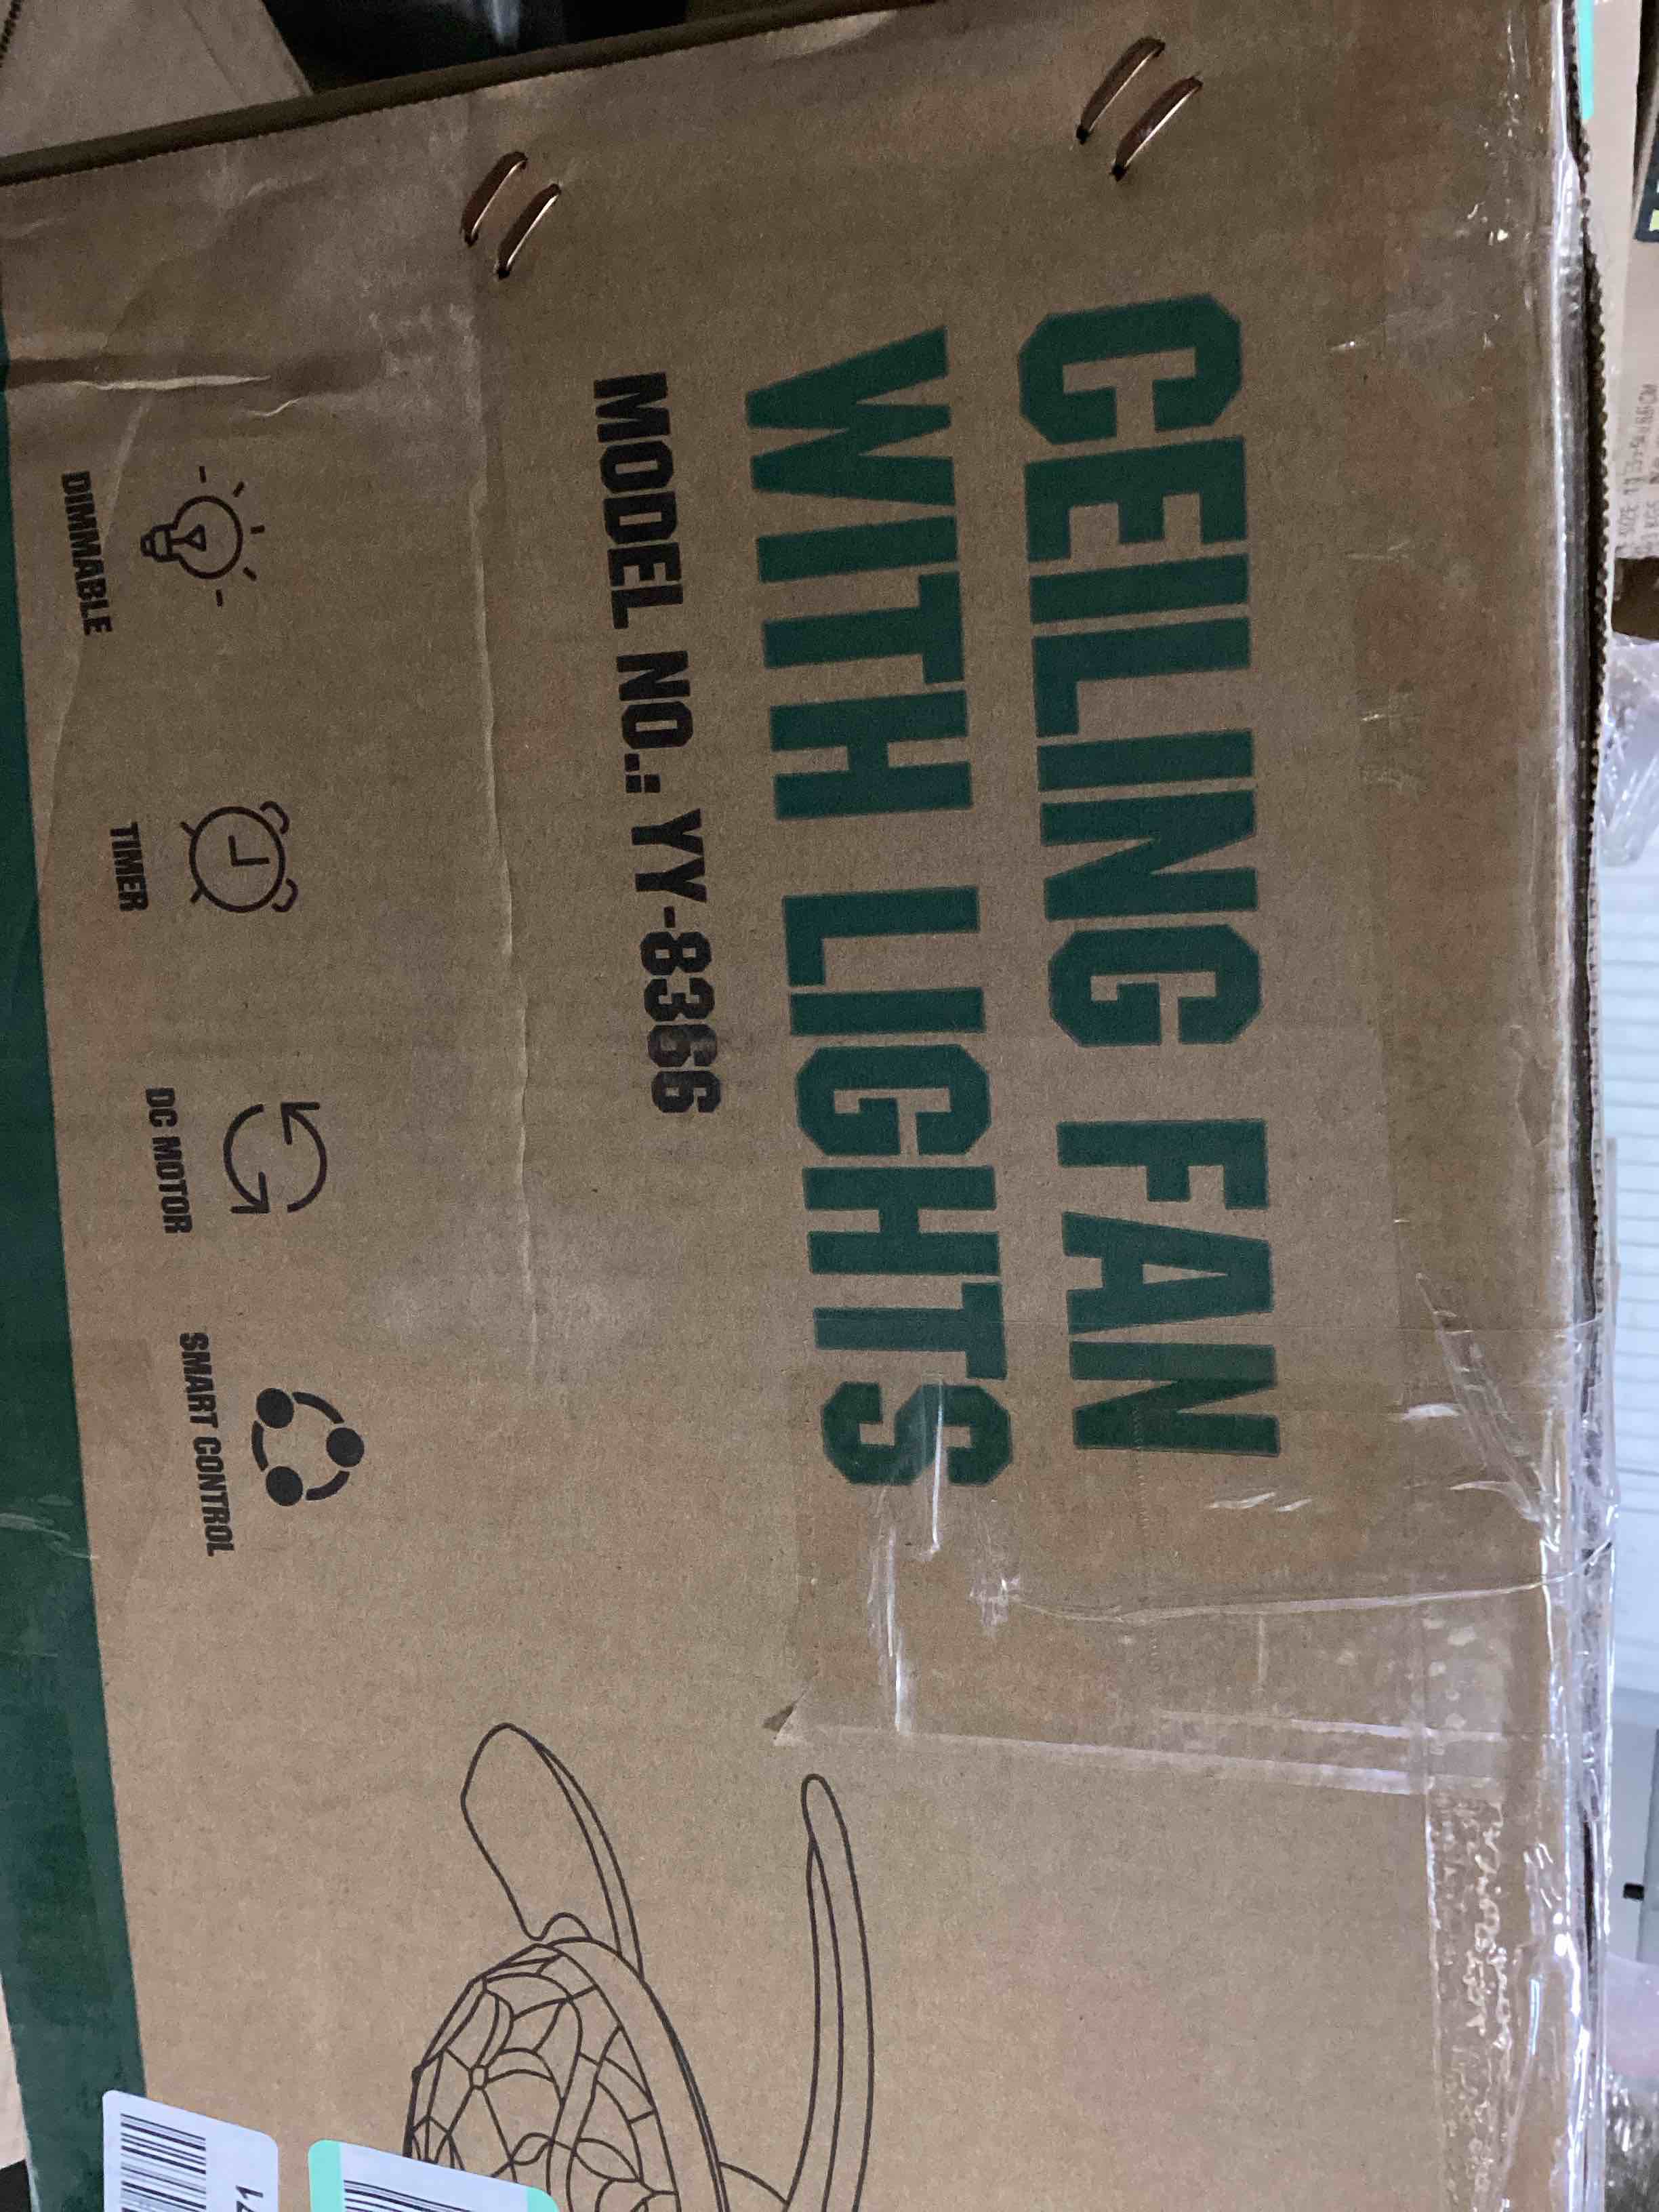 CEILING FAN
WITH LIGHTS
MODEL NO.: YY-8366
DIMMABLE
TIMER
DC MOTOR
SMART CONTROL